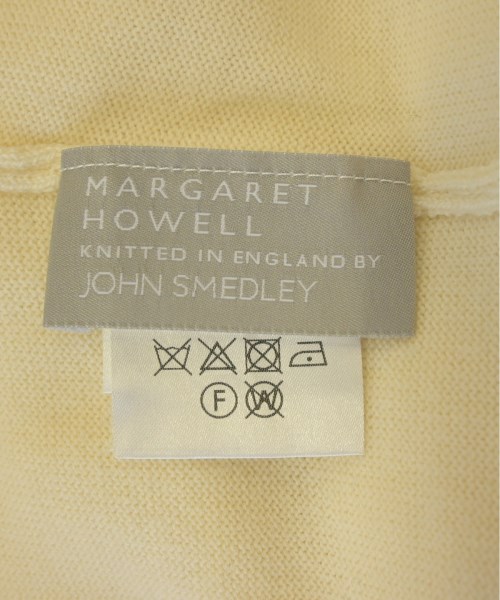 MARGARET
HOWELL
KNITTED IN ENGLAND BY
JOHN SMEDLEY
F W